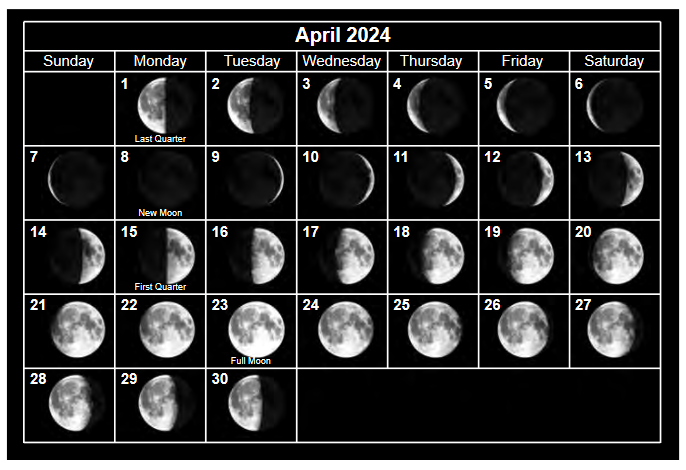 April 2024
Sunday Monday Tuesday Wednesday Thursday Friday Saturday
1 2 3 4 5 6
Last Quarter
7 8 9 10 11 12 13
New Moon
14 15 16 17 18 19 20
First Quarter
21 22 23 24 25 26 27
Full Moon
28 29 30